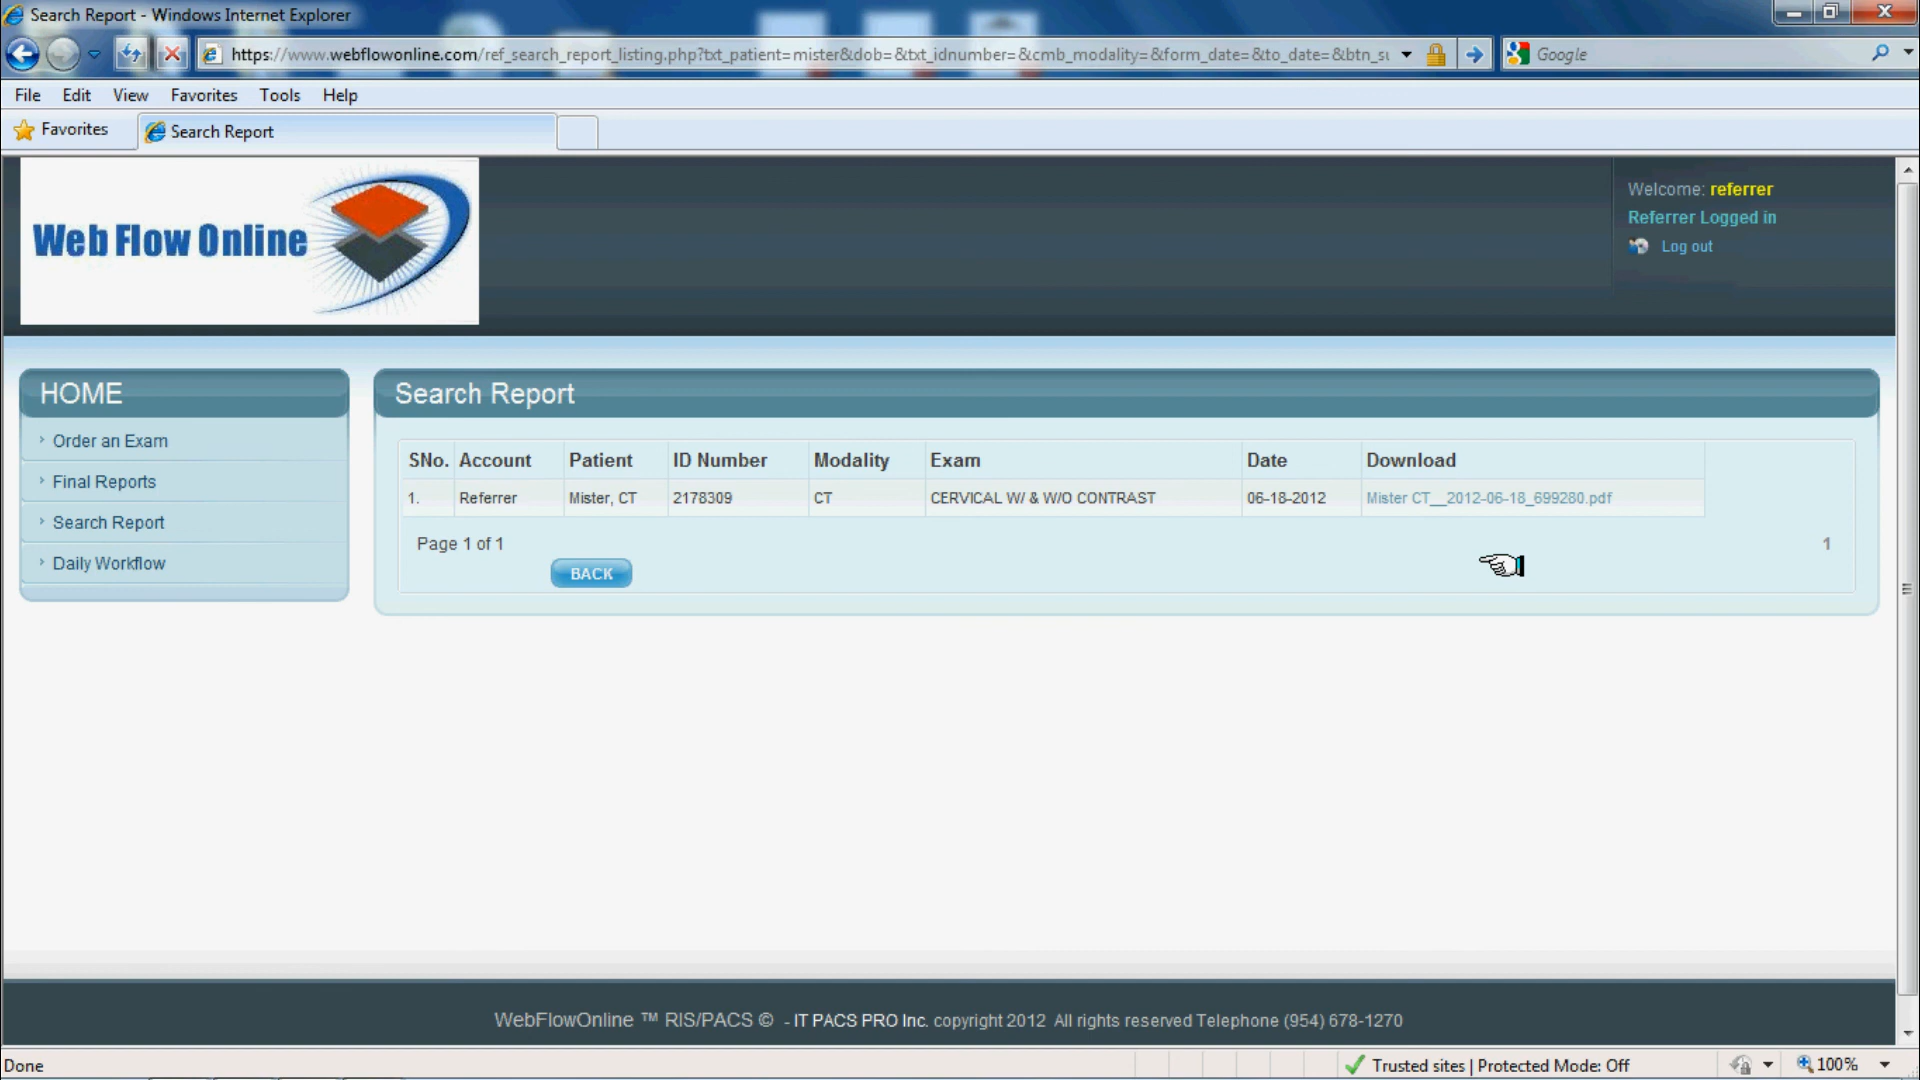 Search Report - Windows Internet Explorer
https://www.webflowonline.com/ref_search_report_listing.php?txt_patient=mister&dob=&txt_idnumber=&cmb_modality=&form_date=&to_date=&btn_su
Google
File Edit View Favorites Tools Help
Favorites
Search Report
Web Flow Online
Welcome: referrer
Referrer Logged in
Log out
HOME
Order an Exam
Final Reports
Search Report
Daily Workflow
Search Report
SNo. Account Patient ID Number Modality Exam Date Download
1. Referrer Mister, CT 2178309 CT CERVICAL W/ & W/O CONTRAST 06-18-2012 Mister CT__2012-06-18_699280.pdf
Page 1 of 1
1
BACK
WebFlowOnline ™ RIS/PACS © - IT PACS PRO Inc. copyright 2012 All rights reserved Telephone (954) 678-1270
Done
Trusted sites | Protected Mode: Off
100%